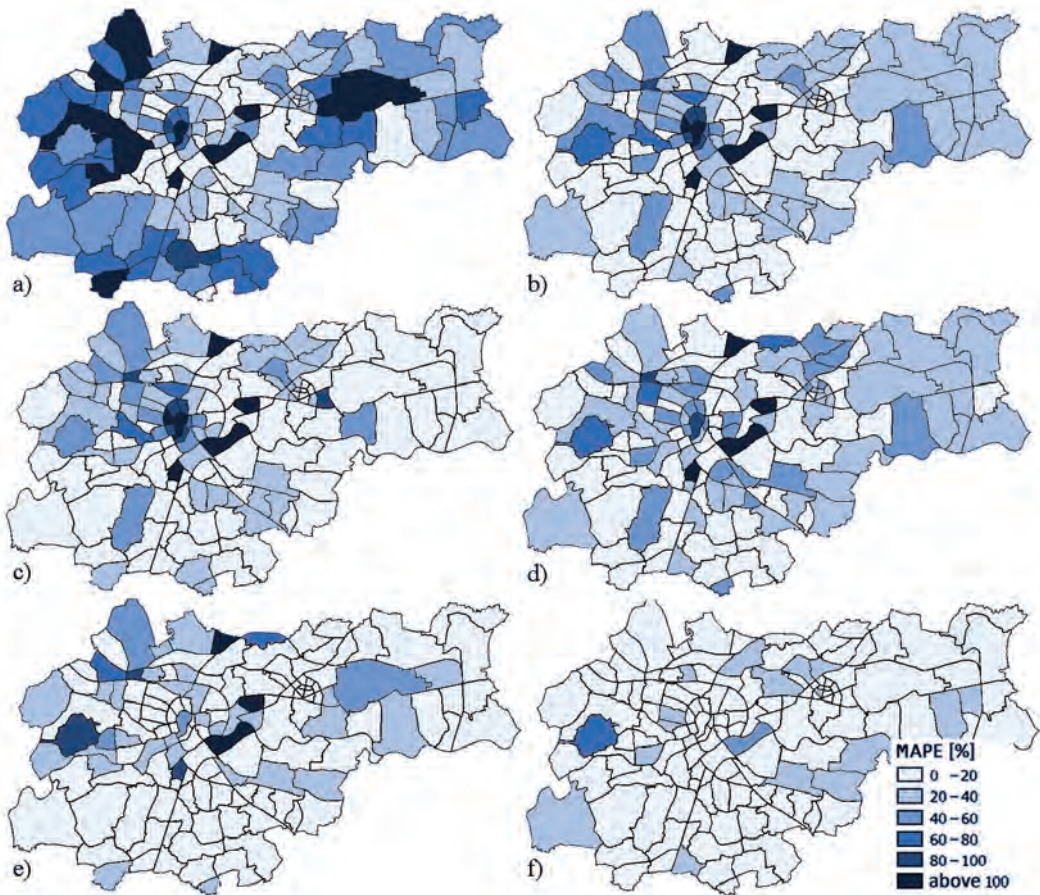 a)
b)
c)
d)
e)
f)
MAPE [%]
0 – 20
20 – 40
40 – 60
60 – 80
80 – 100
above 100